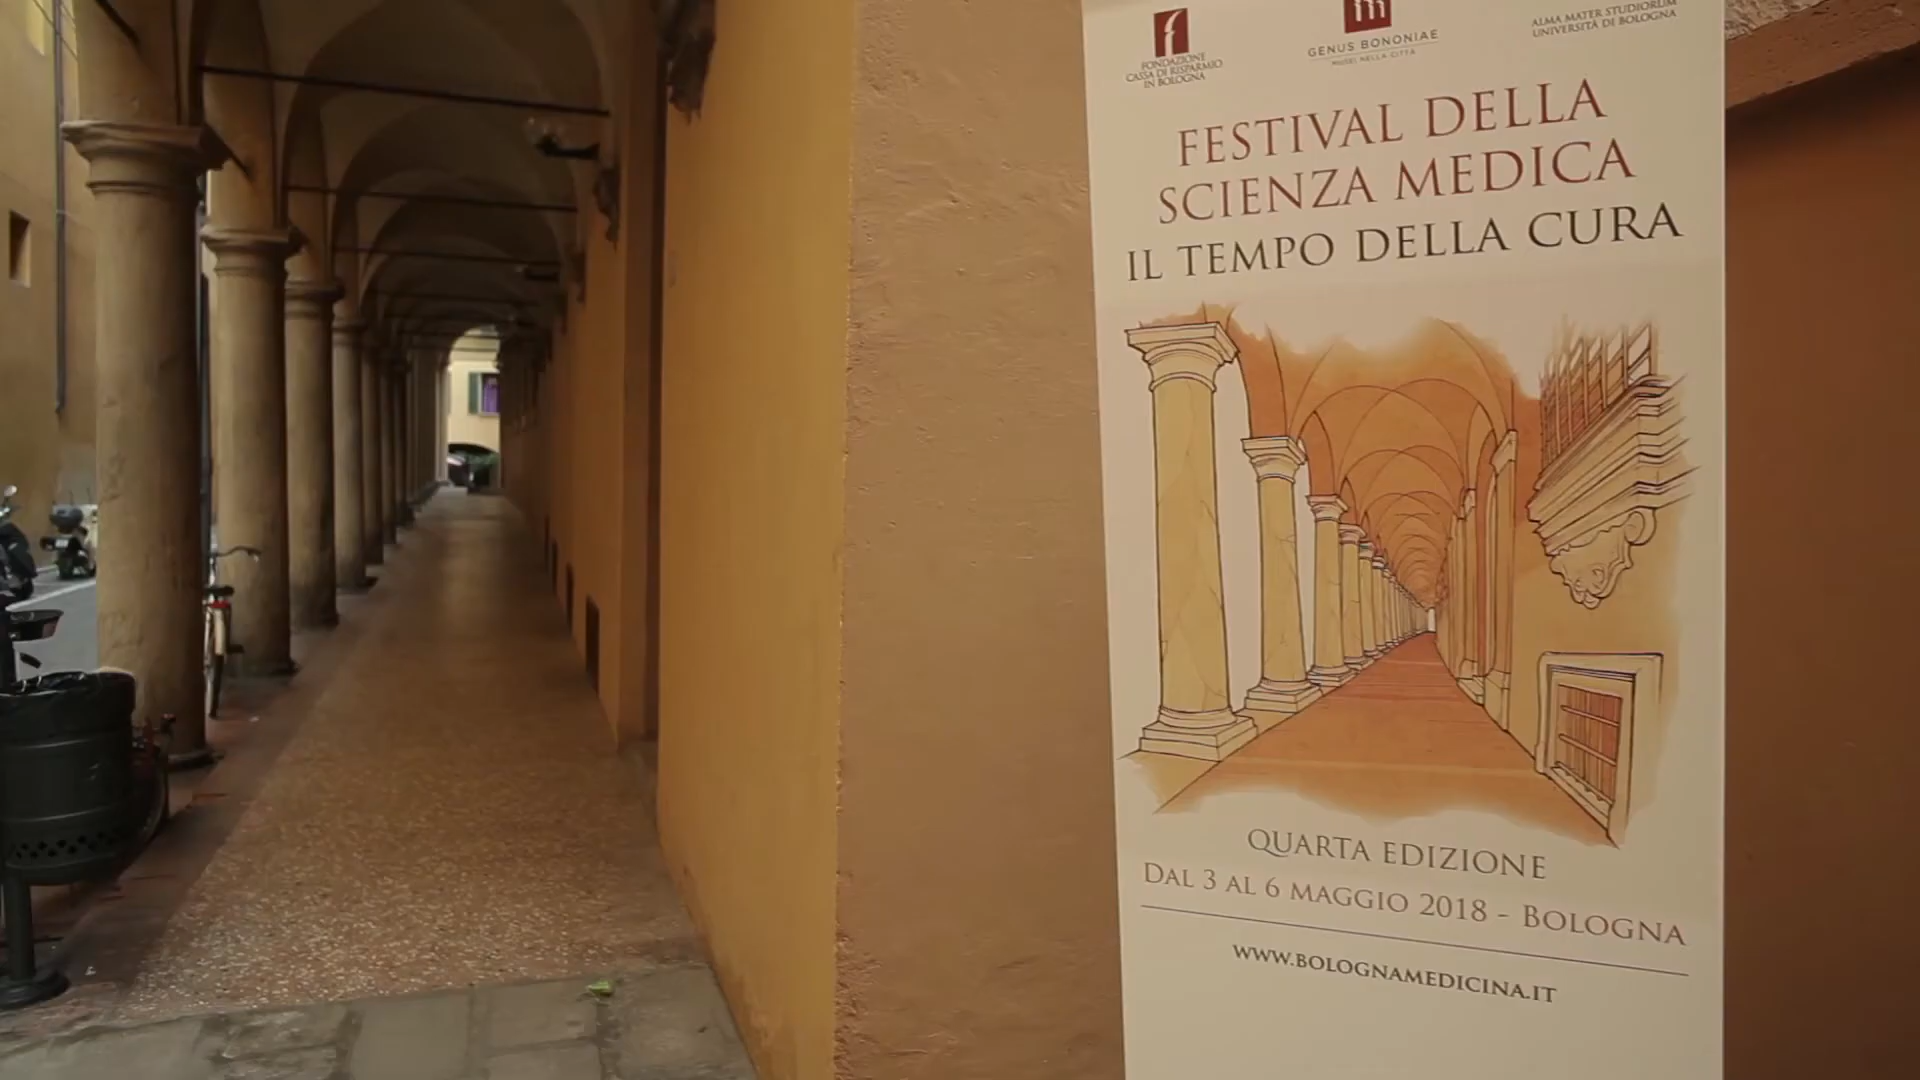 FONDAZIONE
CASSA DI RISPARMIO
IN BOLOGNA
GENUS BONONIAE
MUSEI NELLA CITTÀ
ALMA MATER STUDIORUM
UNIVERSITÀ DI BOLOGNA
FESTIVAL DELLA
SCIENZA MEDICA
IL TEMPO DELLA CURA
QUARTA EDIZIONE
DAL 3 AL 6 MAGGIO 2018 - BOLOGNA
WWW.BOLOGNAMEDICINA.IT